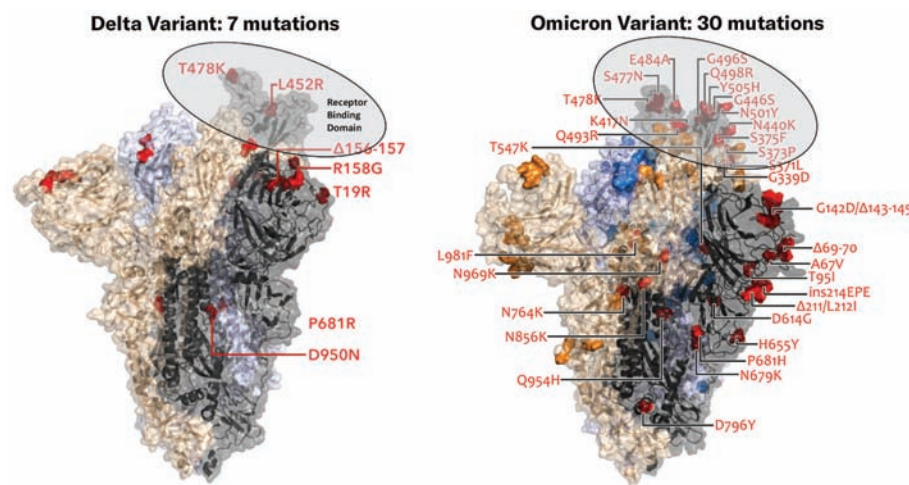 Delta Variant: 7 mutations
T478K
L452R
Receptor
Binding
Domain
Δ156-157
R158G
T19R
P681R
D950N
Omicron Variant: 30 mutations
E484A
G496S
S477N
Q498R
Y505H
T478K
G446S
K417N
N501Y
Q493R
N440K
T547K
S375F
S373P
S371L
G339D
G142D/Δ143-145
L981F
Δ69-70
N969K
A67V
T95I
ins214EPE
N764K
Δ211/L212I
N856K
D614G
H655Y
Q954H
P681H
N679K
D796Y